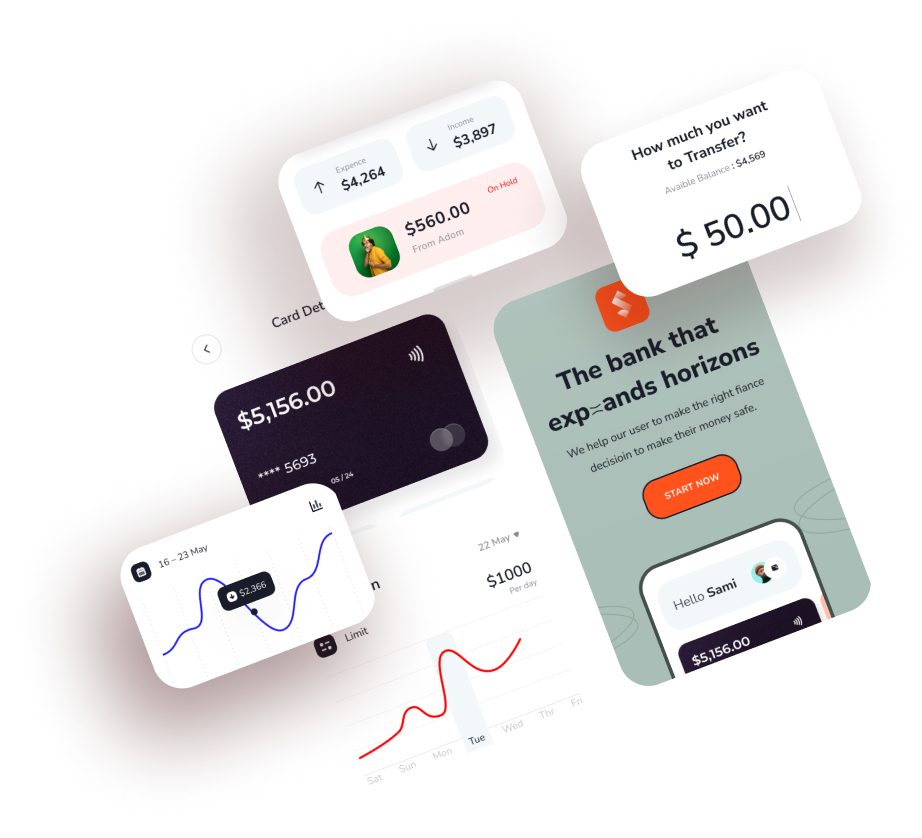 How much you want
to Transfer?
Avaible Balance : $4,569
$ 50.00
Expence
$4,264
Income
$3,897
On Hold
$560.00
From Adom
Card Det
$5,156.00
**** 5693
05 / 24
The bank that
expands horizons
We help our user to make the right fiance
decisioin to make their money safe.
START NOW
Hello Sami
$5,156.00
16 – 23 May
$2,366
22 May
$1000
Per day
Limit
Sat Sun Mon Tue Wed Thr Fri